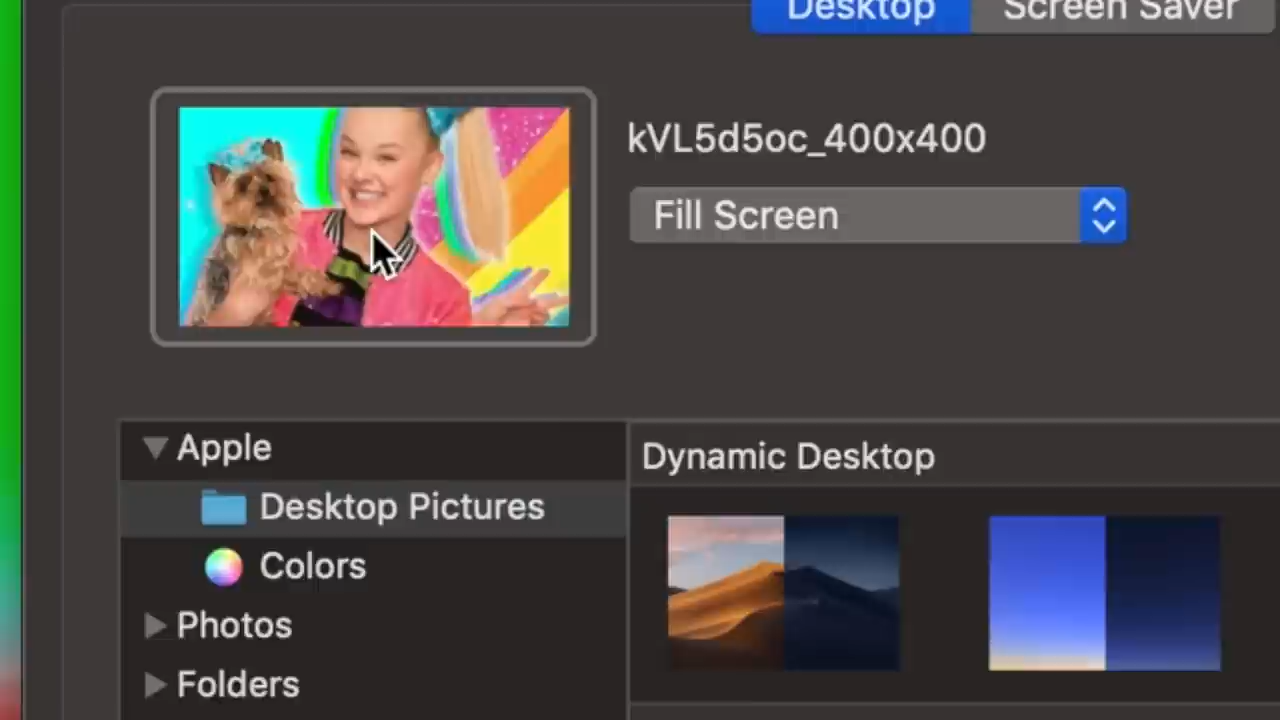 Desktop
Screen Saver
kVL5d5oc_400x400
Fill Screen
Apple
Desktop Pictures
Colors
Photos
Folders
Dynamic Desktop